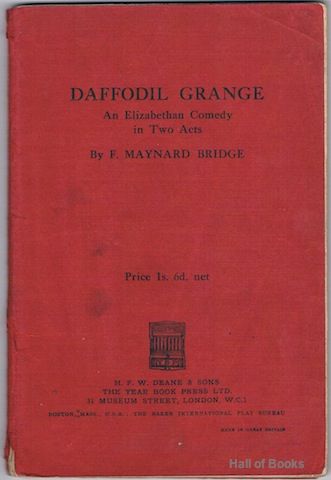 DAFFODIL GRANGE
An Elizabethan Comedy
in Two Acts
By F. MAYNARD BRIDGE
Price 1s. 6d. net
H. F. W. DEANE & SONS
THE YEAR BOOK PRESS LTD.
31 MUSEUM STREET, LONDON, W.C.1
BOSTON, MASS., U.S.A.: THE BAKER INTERNATIONAL PLAY BUREAU
MADE IN GREAT BRITAIN
Hall of Books